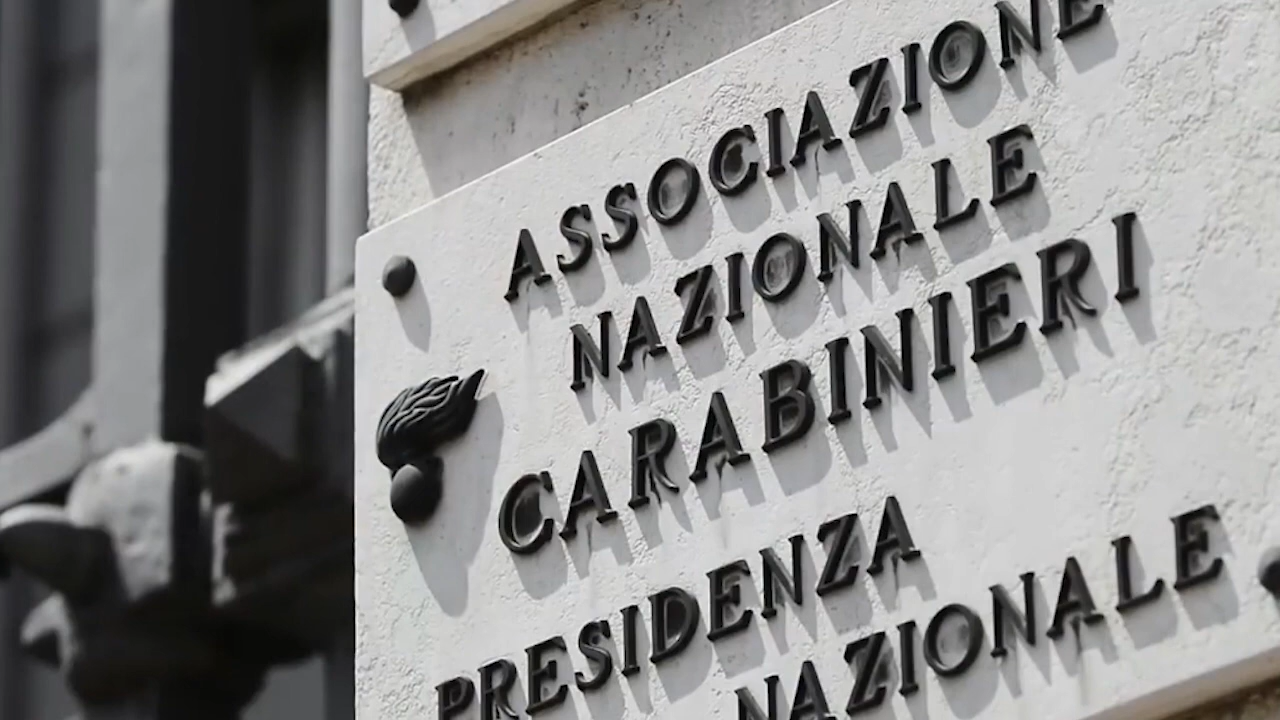 ASSOCIAZIONE
NAZIONALE
CARABINIERI
PRESIDENZA
NAZIONALE